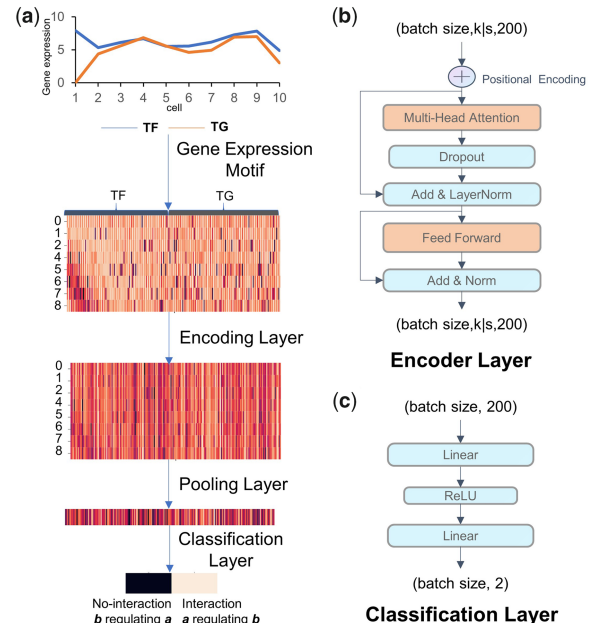 (a)
Gene expression
10
5
0
1 2 3 4 5 6 7 8 9 10
cell
TF TG
Gene Expression
Motif
TF TG
0
1
2
3
4
5
6
7
8
Encoding Layer
0
1
2
3
4
5
6
7
8
Pooling Layer
Classification
Layer
No-interaction Interaction
b regulating a a regulating b
(b)
(batch size,k|s,200)
Positional Encoding
Multi-Head Attention
Dropout
Add & LayerNorm
Feed Forward
Add & Norm
(batch size,k|s,200)
Encoder Layer
(c)
(batch size, 200)
Linear
ReLU
Linear
(batch size, 2)
Classification Layer